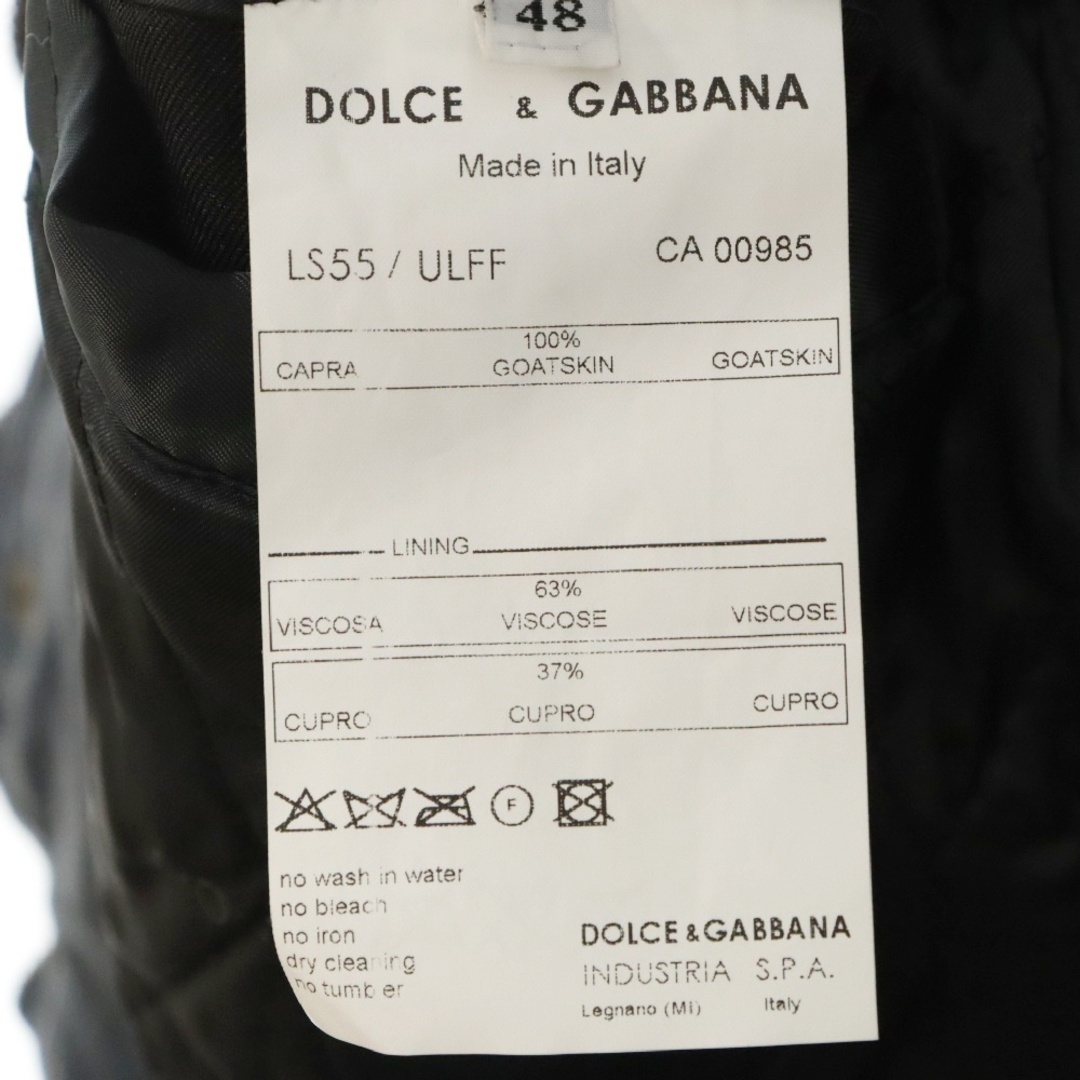 48
DOLCE & GABBANA
Made in Italy
LS55 / ULFF CA 00985
100%
CAPRA GOATSKIN GOATSKIN
LINING
63%
VISCOSA VISCOSE VISCOSE
37%
CUPRO CUPRO CUPRO
F
no wash in water
no bleach
no iron
dry cleaning
no tumb er
DOLCE & GABBANA
INDUSTRIA S.P.A.
Legnano (MI) Italy